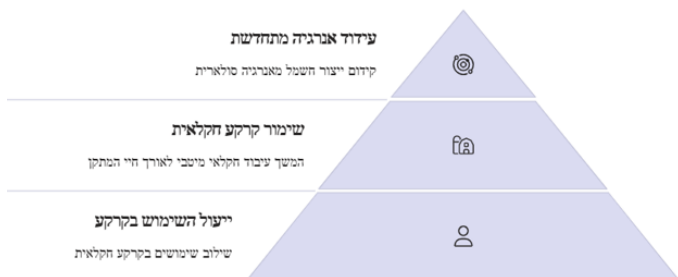 עידוד אנרגיה מתחדשת
קידום ייצור חשמל מאנרגיה סולארית
שימור קרקע חקלאית
המשך עיבוד חקלאי מיטבי לאורך חיי המתקן
ייעול השימוש בקרקע
שילוב שימושים בקרקע חקלאית